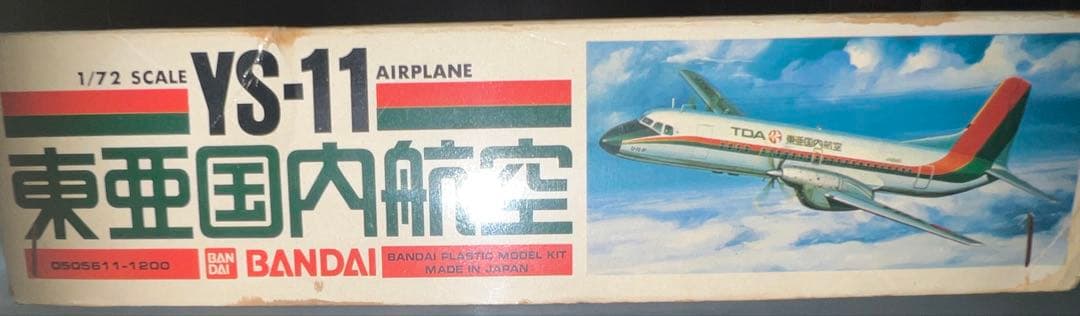 1/72 SCALE YS-11 AIRPLANE
東亜国内航空
0505611-1200 BAN DAI BANDAI BANDAI PLASTIC MODEL KIT
MADE IN JAPAN
TDA 東亜国内航空